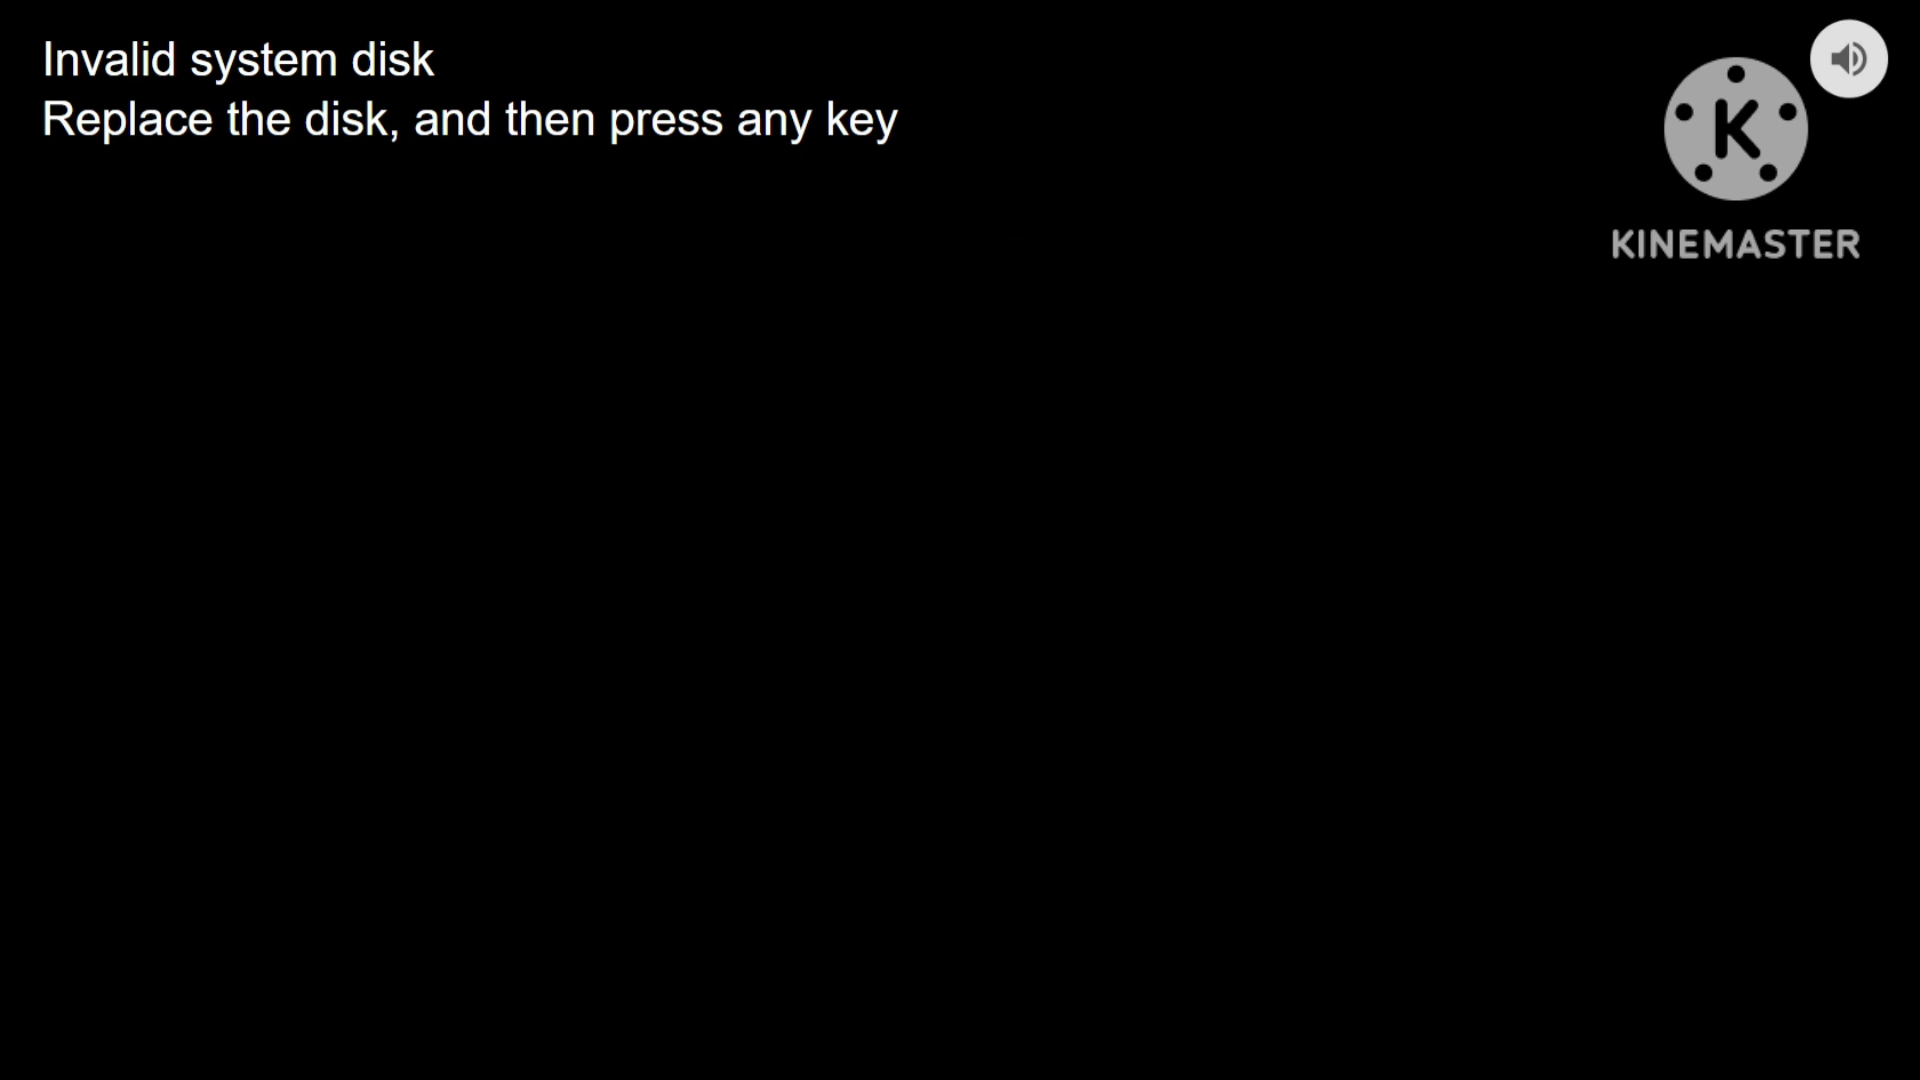 Invalid system disk
Replace the disk, and then press any key
K
KINEMASTER